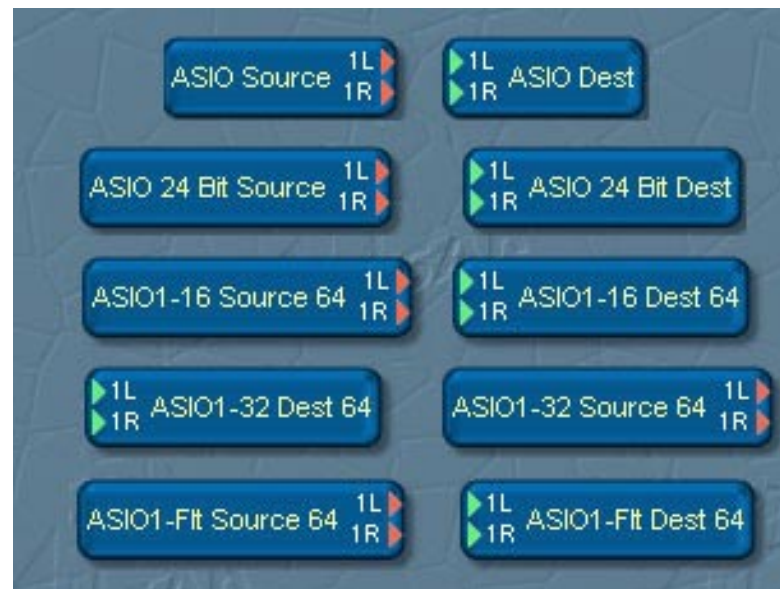 ASIO Source 1L 1R
1L 1R ASIO Dest
ASIO 24 Bit Source 1L 1R
1L 1R ASIO 24 Bit Dest
ASIO1-16 Source 64 1L 1R
1L 1R ASIO1-16 Dest 64
1L 1R ASIO1-32 Dest 64
ASIO1-32 Source 64 1L 1R
ASIO1-Flt Source 64 1L 1R
1L 1R ASIO1-Flt Dest 64